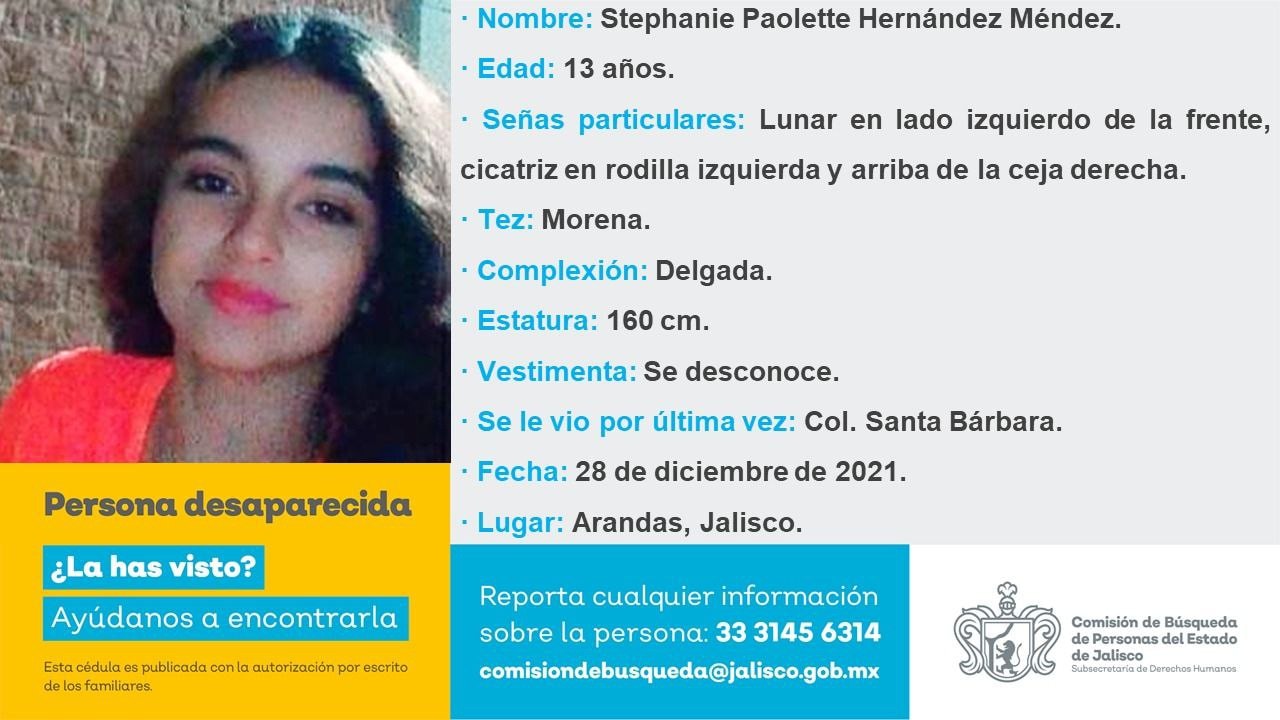 · Nombre: Stephanie Paolette Hernández Méndez.
· Edad: 13 años.
· Señas particulares: Lunar en lado izquierdo de la frente,
cicatriz en rodilla izquierda y arriba de la ceja derecha.
· Tez: Morena.
· Complexión: Delgada.
· Estatura: 160 cm.
· Vestimenta: Se desconoce.
· Se le vio por última vez: Col. Santa Bárbara.
· Fecha: 28 de diciembre de 2021.
· Lugar: Arandas, Jalisco.
Persona desaparecida
¿La has visto?
Ayúdanos a encontrarla
Esta cédula es publicada con la autorización por escrito
de los familiares.
Reporta cualquier información
sobre la persona: 33 3145 6314
comisiondebusqueda@jalisco.gob.mx
Comisión de Búsqueda
de Personas del Estado
de Jalisco
Subsecretaría de Derechos Humanos